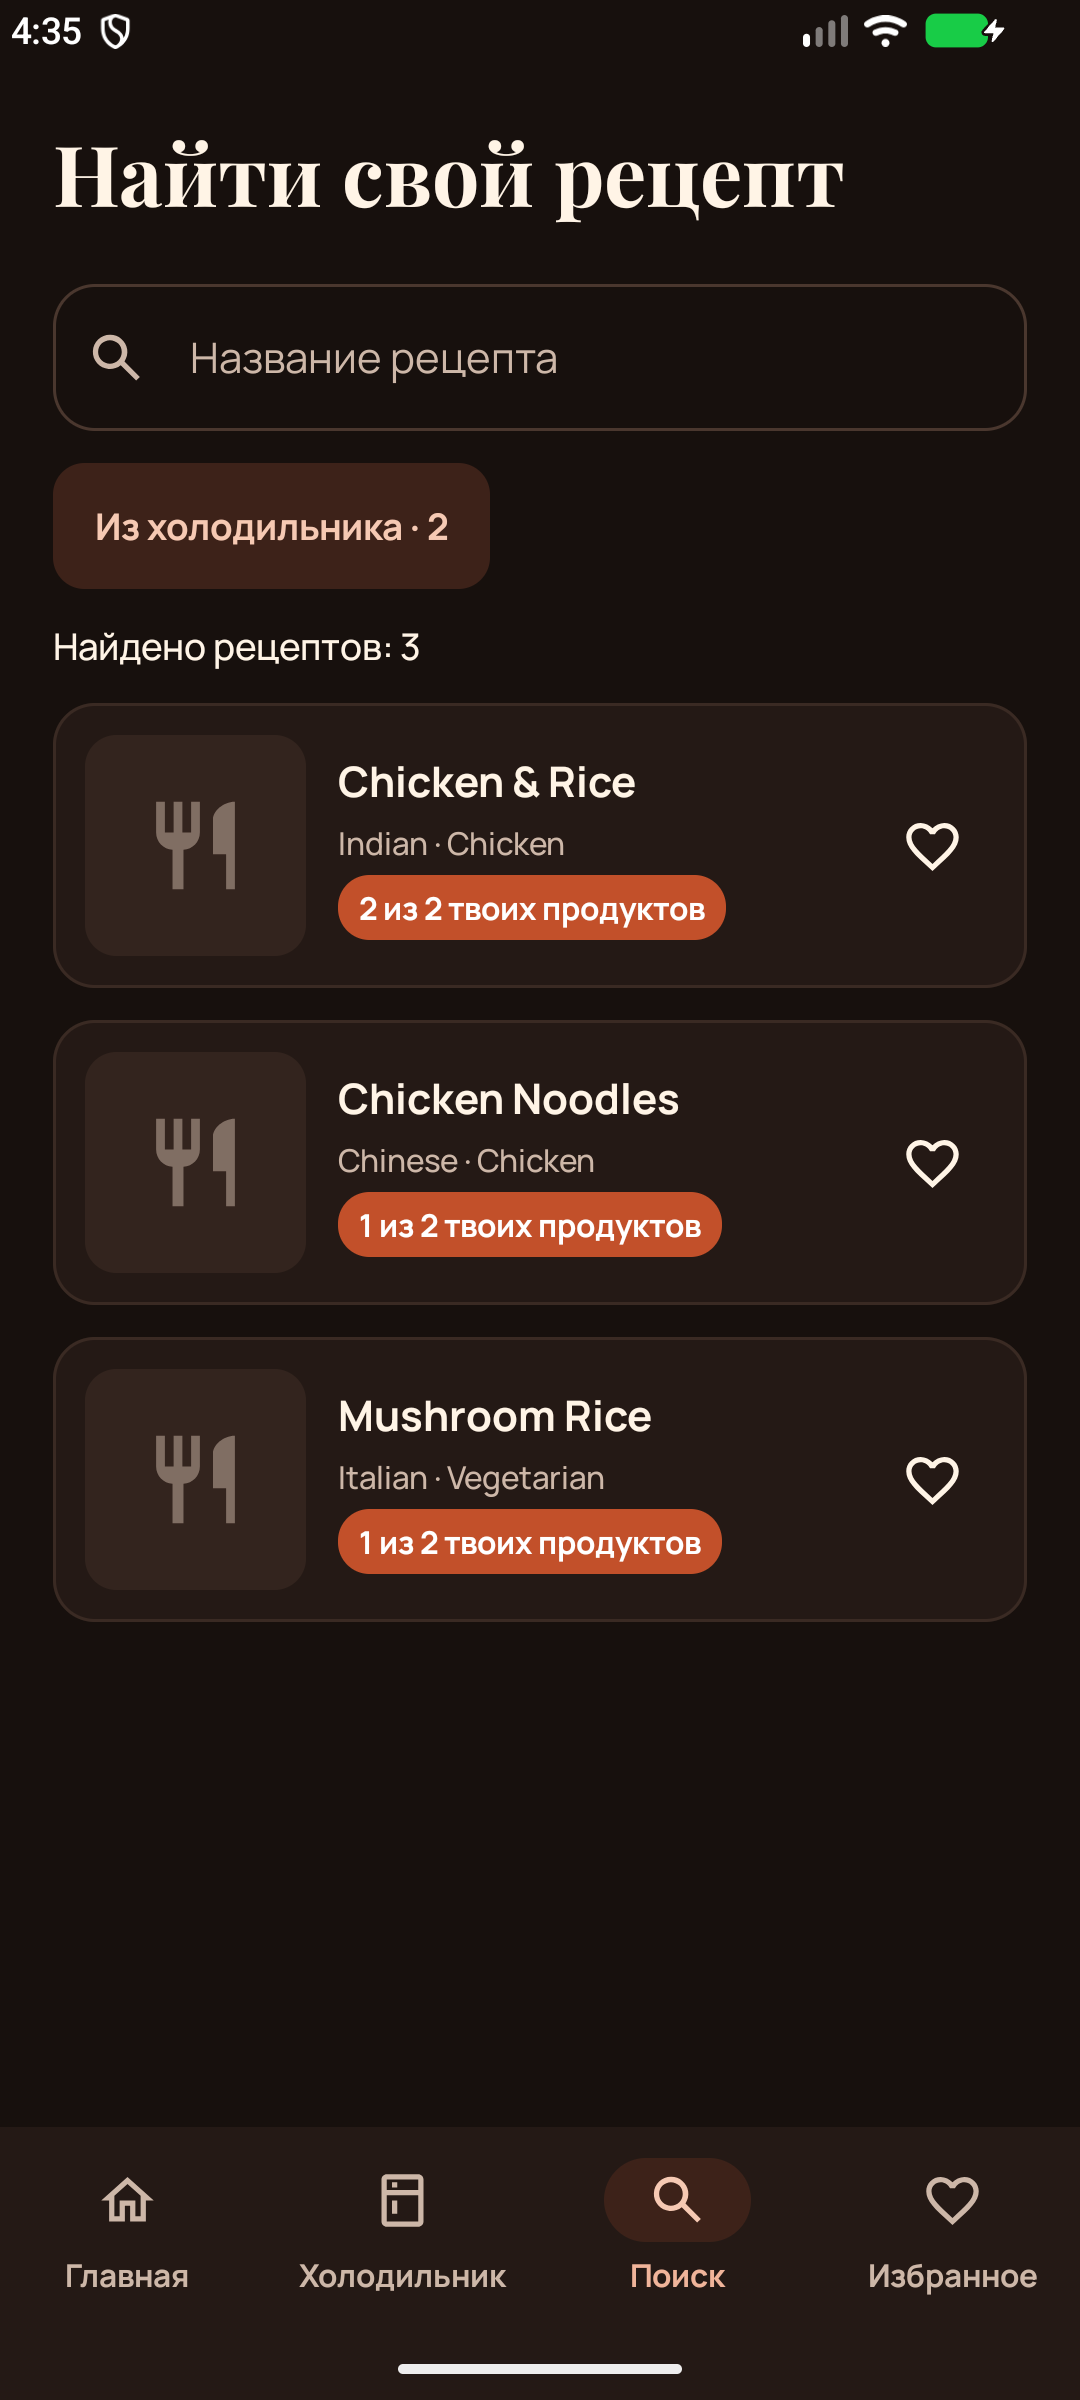 4:35
Найти свой рецепт
Название рецепта
Из холодильника · 2
Найдено рецептов: 3
Chicken & Rice
Indian · Chicken
2 из 2 твоих продуктов
Chicken Noodles
Chinese · Chicken
1 из 2 твоих продуктов
Mushroom Rice
Italian · Vegetarian
1 из 2 твоих продуктов
Главная
Холодильник
Поиск
Избранное